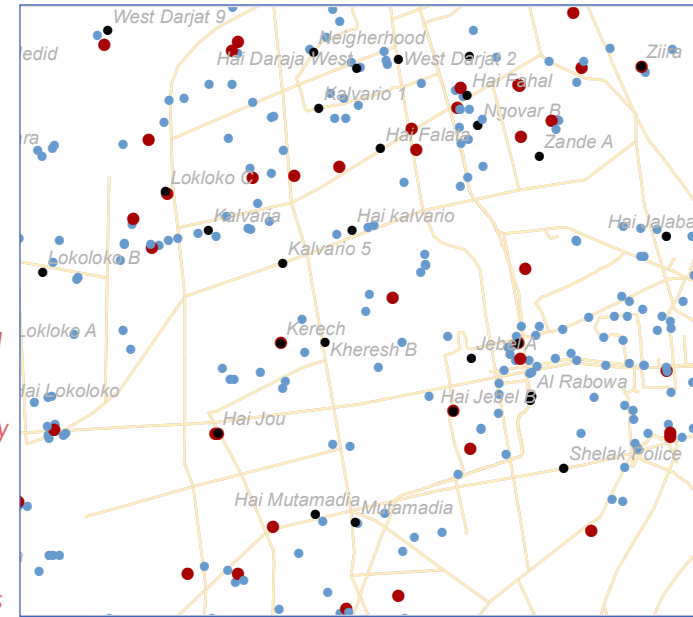 West Darjat 9
Neigherhood
Hai Daraja West
West Darjat 2
Ziira
Hai Fahal
Kalvario 1
Ngovar B
Hai Falata
Zande A
Lokloko C
Kalvaria
Hai kalvario
Hai Jalaba
Lokoloko B
Kalvario 5
Lokloko A
Kerech
Kheresh B
Jebel A
Hai Lokoloko
Al Rabowa
Hai Jebel B
Hai Jou
y
Shelak Police
Hai Mutamadia
Mutamadia
s